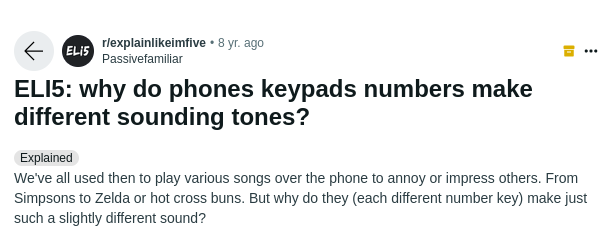 ELI5
r/explainlikeimfive • 8 yr. ago
Passivefamiliar
ELI5: why do phones keypads numbers make
different sounding tones?
Explained
We've all used then to play various songs over the phone to annoy or impress others. From
Simpsons to Zelda or hot cross buns. But why do they (each different number key) make just
such a slightly different sound?